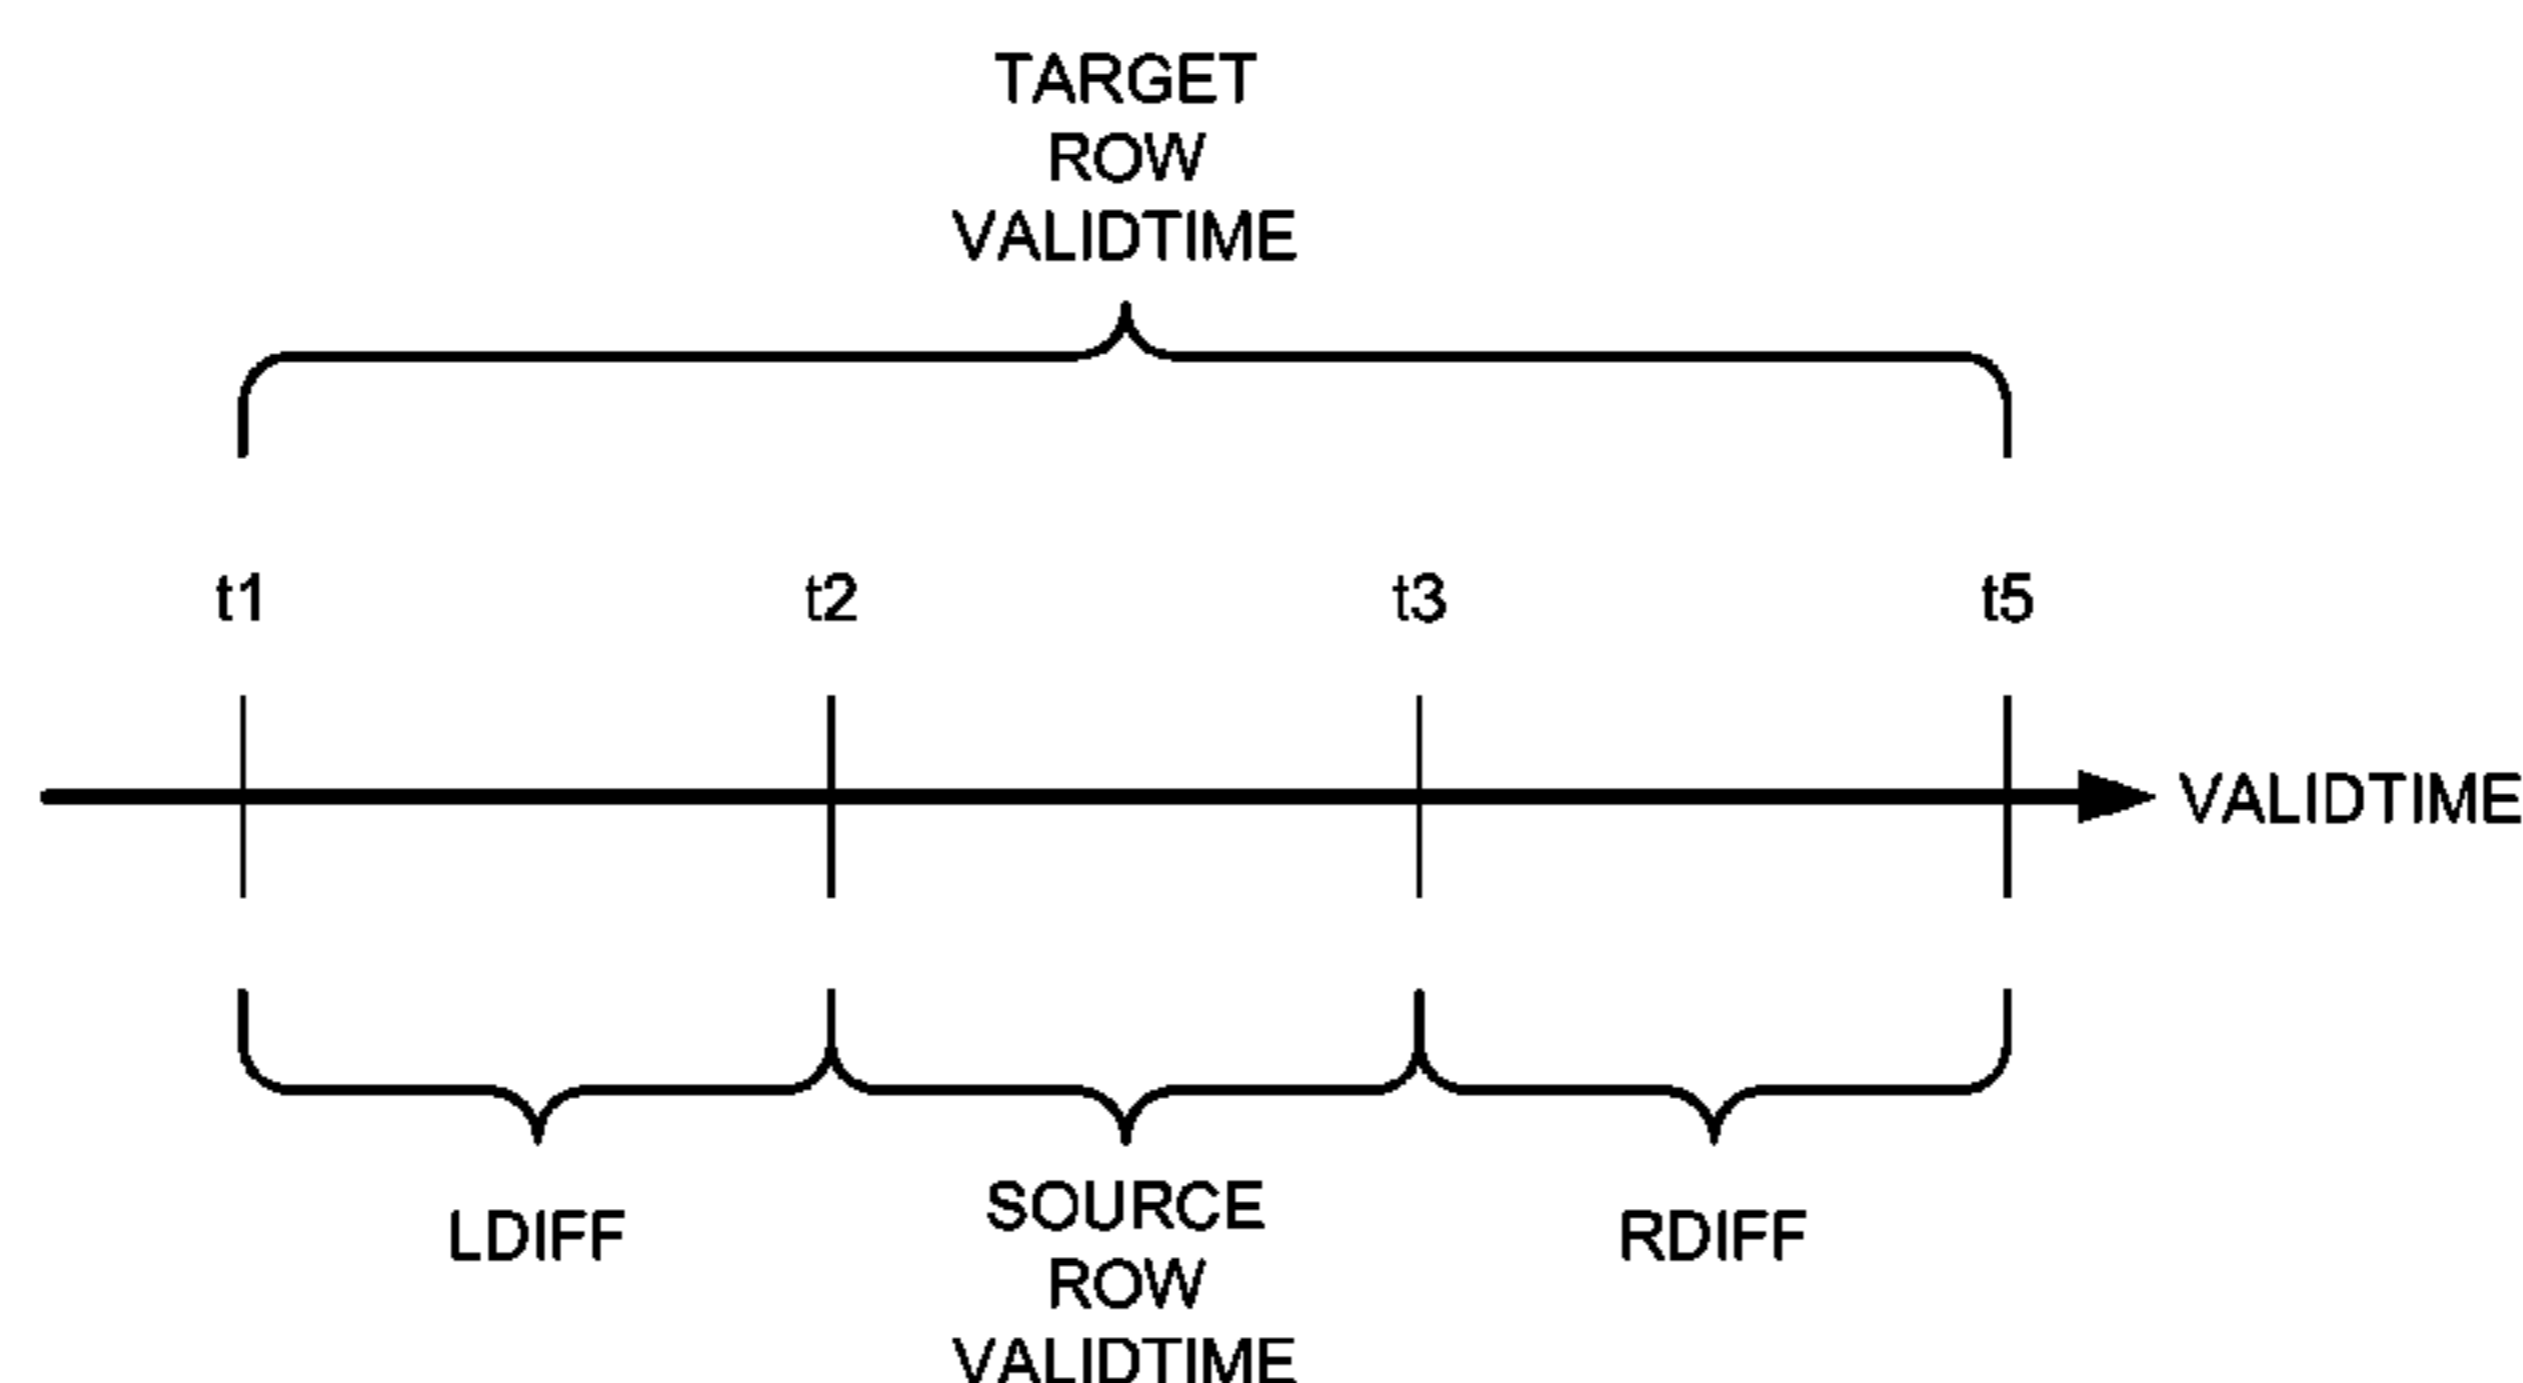 TARGET
ROW
VALIDTIME
t1 t2 t3 t5
VALIDTIME
LDIFF
SOURCE
ROW
VALIDTIME
RDIFF